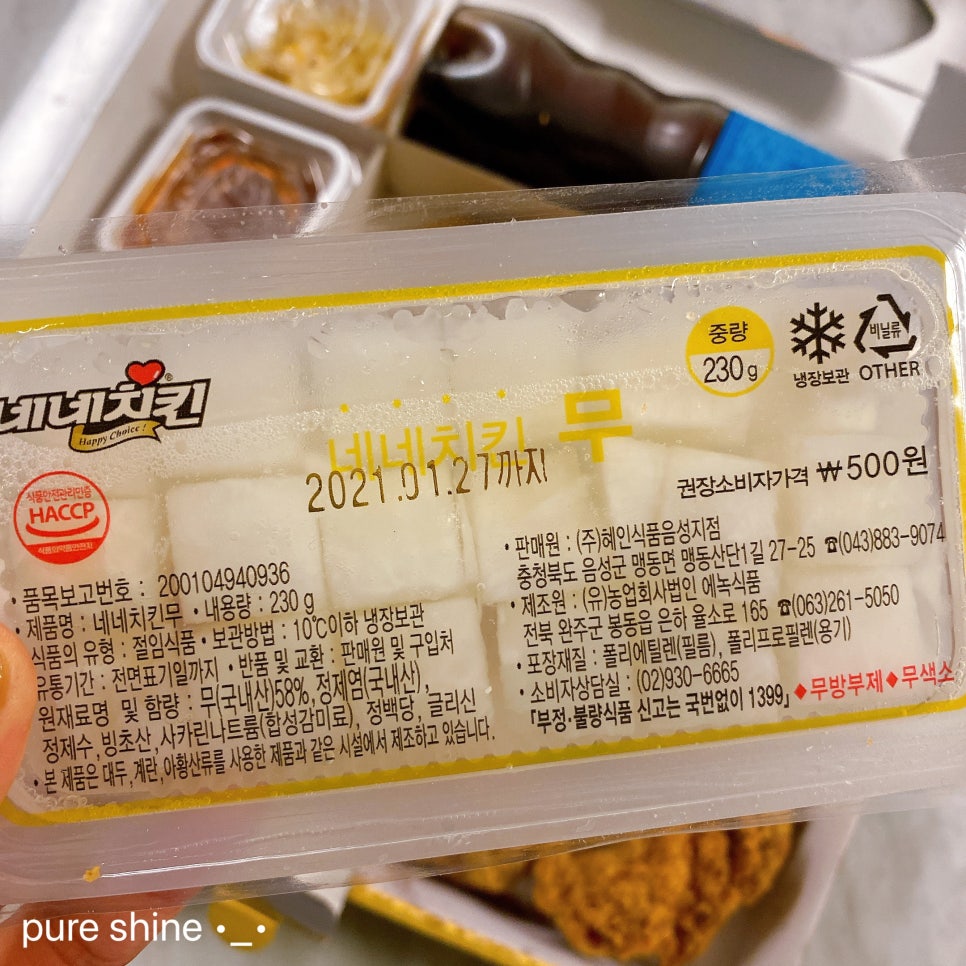 중량
230g
냉장보관
비닐류
OTHER
네네치킨
Happy Choice!
네네치킨 무
2021.01.27까지
권장소비자가격 ₩500원
식품안전관리인증
HACCP
식품의약품안전처
• 품목보고번호 : 200104940936
• 제품명 : 네네치킨무 • 내용량 : 230 g
식품의 유형 : 절임식품 • 보관방법 : 10℃이하 냉장보관
유통기간 : 전면표기일까지 • 반품 및 교환 : 판매원 및 구입처
원재료명 및 함량 : 무(국내산)58%, 정제염(국내산),
정제수, 빙초산, 사카린나트륨(합성감미료), 정백당, 글리신
• 본 제품은 대두, 계란, 아황산류를 사용한 제품과 같은 시설에서 제조하고 있습니다.
• 판매원 : (주)혜인식품음성지점
충청북도 음성군 맹동면 맹동산단1길 27-25 ☎(043)883-9074
• 제조원 : (유)농업회사법인 에녹식품
전북 완주군 봉동읍 은하 율소로 165 ☎(063)261-5050
• 포장재질 : 폴리에틸렌(필름), 폴리프로필렌(용기)
• 소비자상담실 : (02)930-6665
「부정·불량식품 신고는 국번없이 1399」 ◆무방부제◆무색소
pure shine •_•